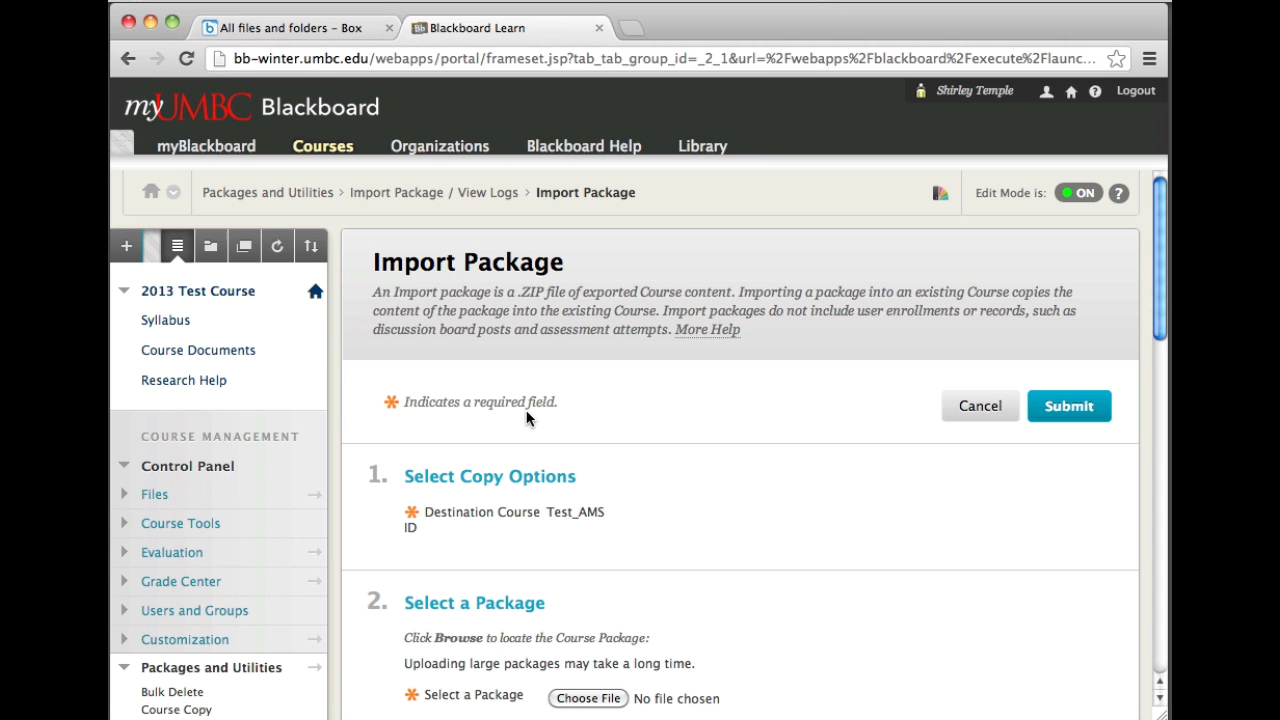 All files and folders – Box
Blackboard Learn
bb-winter.umbc.edu/webapps/portal/frameset.jsp?tab_tab_group_id=_2_1&url=%2Fwebapps%2Fblackboard%2Fexecute%2Flaunc...
myUMBC Blackboard
Shirley Temple
Logout
myBlackboard Courses Organizations Blackboard Help Library
Packages and Utilities > Import Package / View Logs > Import Package
Edit Mode is: ON ?
2013 Test Course
Syllabus
Course Documents
Research Help
COURSE MANAGEMENT
Control Panel
Files
Course Tools
Evaluation
Grade Center
Users and Groups
Customization
Packages and Utilities
Bulk Delete
Course Copy
Import Package
An Import package is a .ZIP file of exported Course content. Importing a package into an existing Course copies the
content of the package into the existing Course. Import packages do not include user enrollments or records, such as
discussion board posts and assessment attempts. More Help
Indicates a required field.
Cancel Submit
1. Select Copy Options
Destination Course Test_AMS
ID
2. Select a Package
Click Browse to locate the Course Package:
Uploading large packages may take a long time.
Select a Package Choose File No file chosen